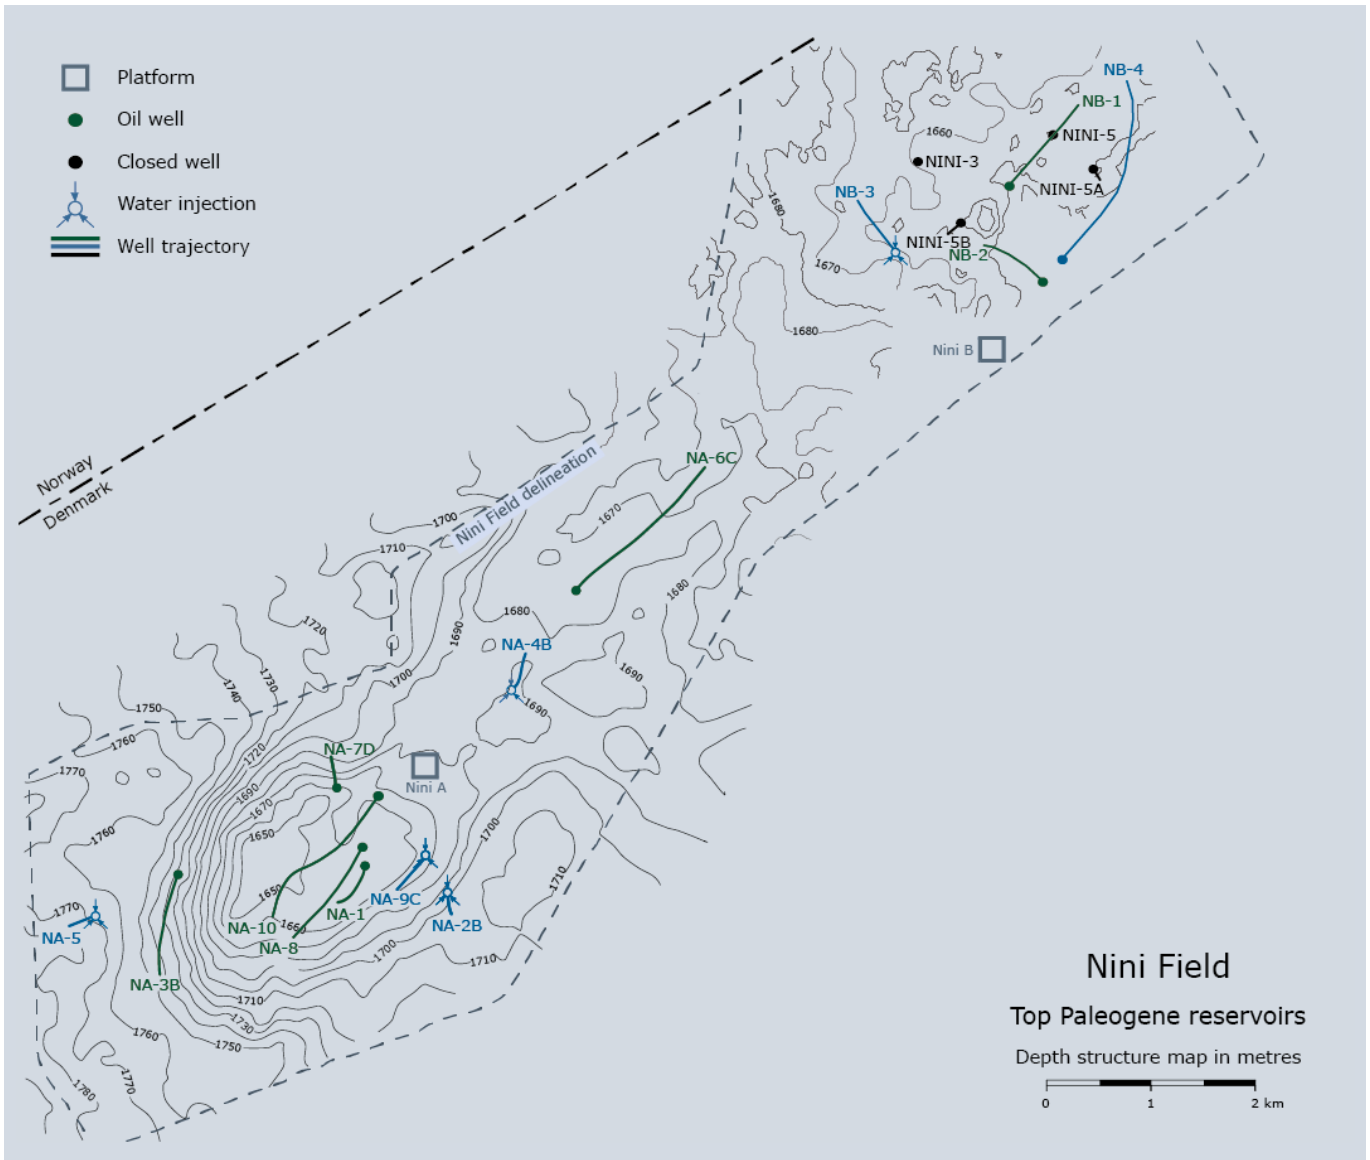 Platform
Oil well
Closed well
Water injection
Well trajectory
Norway
Denmark
Nini Field delineation
NB-4
NB-1
NINI-5
1660
NINI-3
NINI-5A
NB-3
1680
NINI-5B
NB-2
1670
1680
Nini B
NA-6C
1670
1700
1710
1680
1680
1720
1690
NA-4B
1690
1700
1730
1740
1690
1750
1760
1720
NA-7D
1770
Nini A
1690
1670
1650
1700
1760
1710
1650
NA-9C
1770
NA-1
NA-10
1660
NA-2B
NA-5
NA-8
1700
1710
NA-3B
1710
1730
1760
1750
1770
1780
Nini Field
Top Paleogene reservoirs
Depth structure map in metres
0 1 2 km